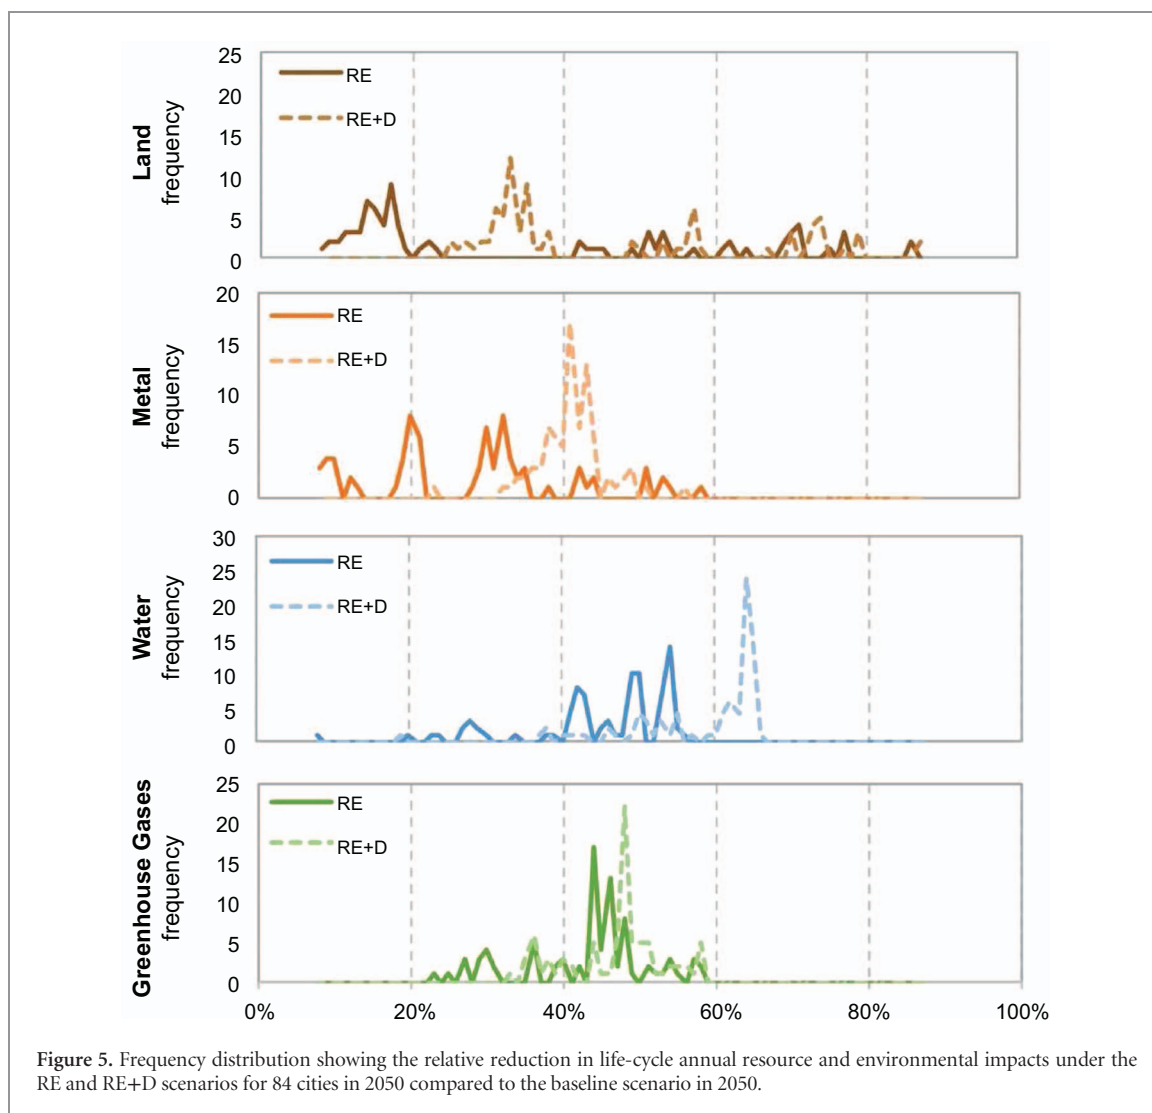 25
20
15
10
5
0
Land
frequency
RE
RE+D
20
15
10
5
0
Metal
frequency
RE
RE+D
30
25
20
15
10
5
0
Water
frequency
RE
RE+D
25
20
15
10
5
0
Greenhouse Gases
frequency
RE
RE+D
0% 20% 40% 60% 80% 100%
Figure 5. Frequency distribution showing the relative reduction in life-cycle annual resource and environmental impacts under the
RE and RE+D scenarios for 84 cities in 2050 compared to the baseline scenario in 2050.